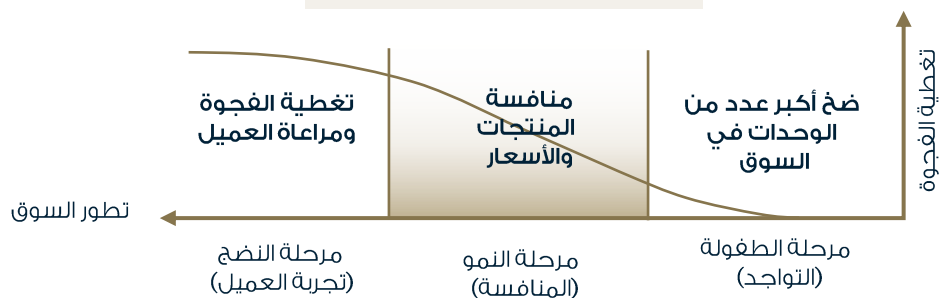 تغطية الفجوة
ضخ أكبر عدد من
الوحدات في
السوق
منافسة
المنتجات
والأسعار
تغطية الفجوة
ومراعاة العميل
تطور السوق
مرحلة الطفولة
(التواجد)
مرحلة النمو
(المنافسة)
مرحلة النضج
(تجربة العميل)